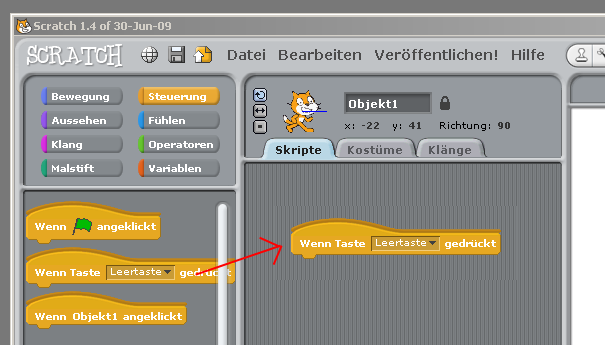 Scratch 1.4 of 30-Jun-09
SCRATCH Datei Bearbeiten Veröffentlichen! Hilfe
Bewegung Steuerung
Aussehen Fühlen
Klang Operatoren
Malstift Variablen
Objekt1
x: -22 y: 41 Richtung: 90
Skripte Kostüme Klänge
Wenn angeklickt
Wenn Taste Leertaste gedrückt
Wenn Objekt1 angeklickt
Wenn Taste Leertaste gedrückt